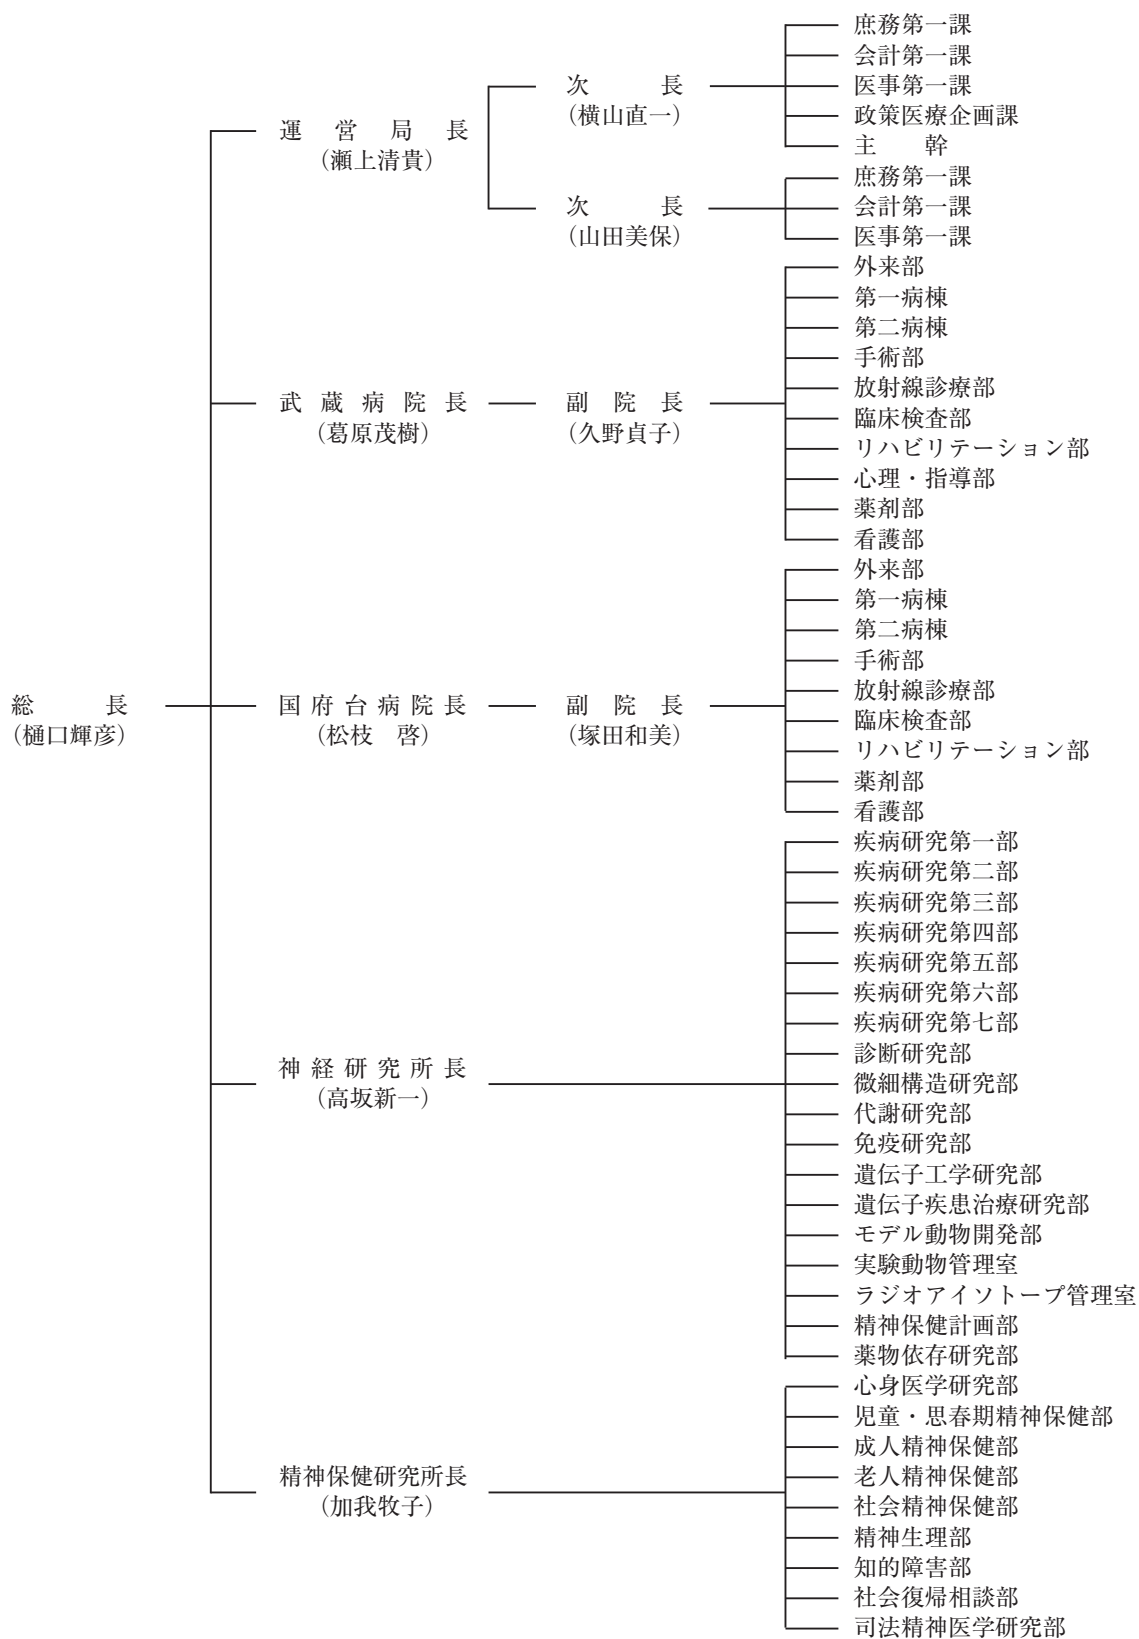 総長
(樋口輝彦)
運営局長
(瀬上清貴)
次長
(横山直一)
庶務第一課
会計第一課
医事第一課
政策医療企画課
主幹
次長
(山田美保)
庶務第一課
会計第一課
医事第一課
武蔵病院長
(葛原茂樹)
副院長
(久野貞子)
外来部
第一病棟
第二病棟
手術部
放射線診療部
臨床検査部
リハビリテーション部
心理・指導部
薬剤部
看護部
国府台病院長
(松枝 啓)
副院長
(塚田和美)
外来部
第一病棟
第二病棟
手術部
放射線診療部
臨床検査部
リハビリテーション部
薬剤部
看護部
神経研究所長
(高坂新一)
疾病研究第一部
疾病研究第二部
疾病研究第三部
疾病研究第四部
疾病研究第五部
疾病研究第六部
疾病研究第七部
診断研究部
微細構造研究部
代謝研究部
免疫研究部
遺伝子工学研究部
遺伝子疾患治療研究部
モデル動物開発部
実験動物管理室
ラジオアイソトープ管理室
精神保健計画部
薬物依存研究部
精神保健研究所長
(加我牧子)
心身医学研究部
児童・思春期精神保健部
成人精神保健部
老人精神保健部
社会精神保健部
精神生理部
知的障害部
社会復帰相談部
司法精神医学研究部